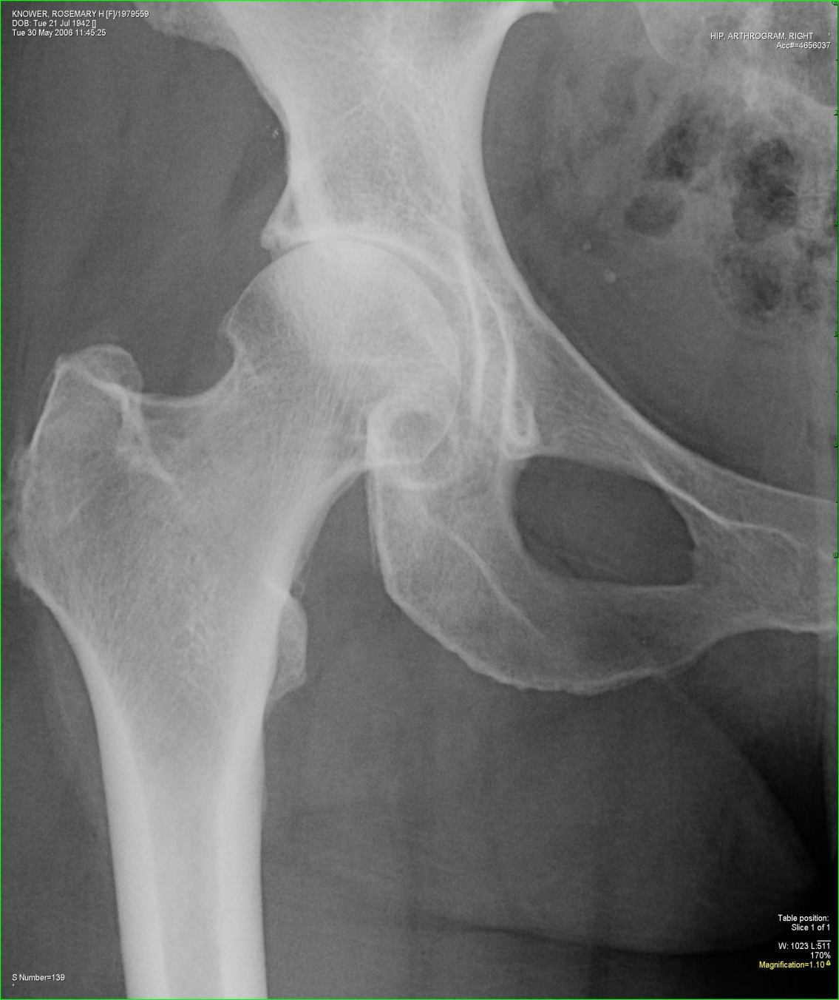 KNOWER, ROSEMARY H [F]/1979559
DOB: Tue 21 Jul 1942 []
Tue 30 May 2006 11:45:25
HIP, ARTHROGRAM, RIGHT
Acc#=4656037
Table position:
Slice 1 of 1
W: 1023 L:511
170%
Magnification=1.10
S Number=139